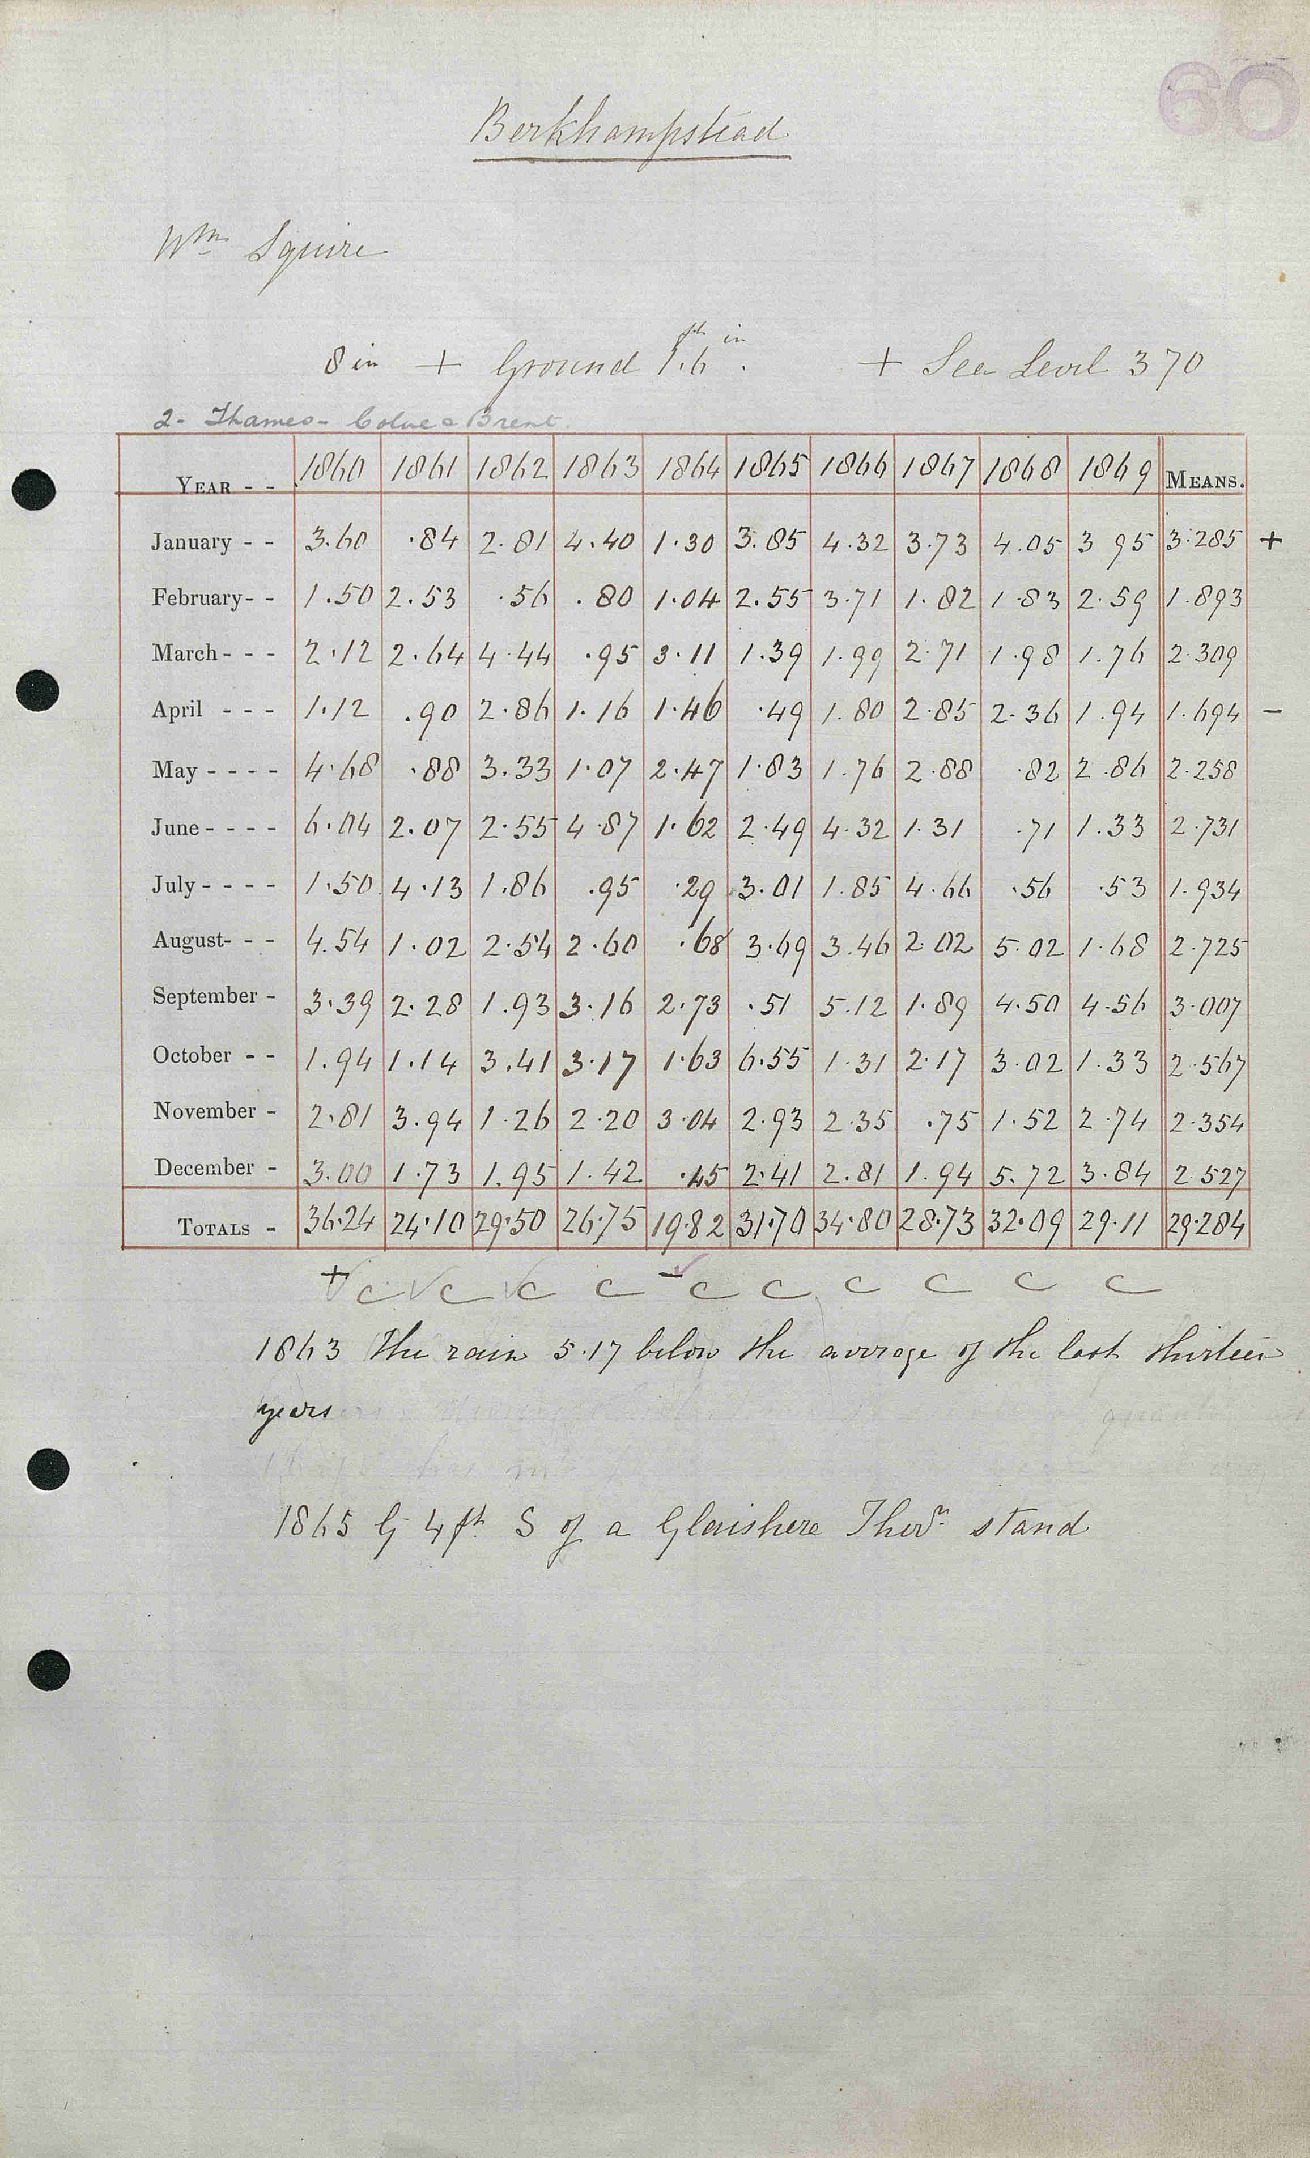 60
Berkhampstead
Wm Squire
8 in + Ground 1ft.6in. + Sea Level 370
2- Thames- Colne & Brent.
YEAR - - 1860 1861 1862 1863 1864 1865 1866 1867 1868 1869 MEANS.
January - - 3.60 .84 2.81 4.40 1.30 3.85 4.32 3.73 4.05 3 95 3.285 +
February- - 1.50 2.53 .56 .80 1.04 2.55 3.71 1.82 1.83 2.59 1.893
March - - - 2.12 2.64 4.44 .95 3.11 1.39 1.99 2.71 1.98 1.76 2.309
April - - - 1.12 .90 2.86 1.16 1.46 .49 1.80 2.85 2.36 1.94 1.694 -
May - - - - 4.68 .88 3.33 1.07 2.47 1.83 1.76 2.88 .82 2.86 2.258
June - - - - 6.04 2.07 2.55 4.87 1.62 2.49 4.32 1.31 .71 1.33 2.731
July - - - - 1.50 4.13 1.86 .95 .29 3.01 1.85 4.66 .56 .53 1.934
August- - - 4.54 1.02 2.54 2.60 .68 3.69 3.46 2.02 5.02 1.68 2.725
September - 3.39 2.28 1.93 3.16 2.73 .51 5.12 1.89 4.50 4.56 3.007
October - - 1.94 1.14 3.41 3.17 1.63 6.55 1.31 2.17 3.02 1.33 2.567
November - 2.81 3.94 1.26 2.20 3.04 2.93 2.35 .75 1.52 2.74 2.354
December - 3.00 1.73 1.95 1.42 .45 2.41 2.81 1.94 5.72 3.84 2.527
TOTALS - 36.24 24.10 29.50 26.75 19.82 31.70 34.80 28.73 32.09 29.11 29.284
+ c c c c - c c c c c c
1863 The rain 5.17 below the average of the last thirteen
years
1865 G 4ft S of a Glaishere Therr stand